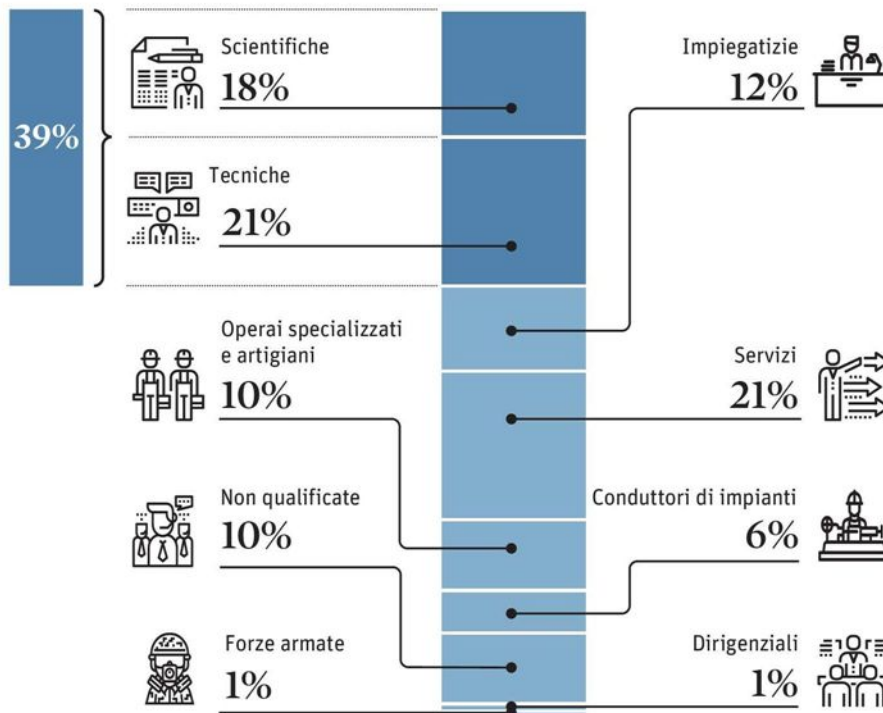 39%
Scientifiche
18%
Tecniche
21%
Operai specializzati
e artigiani
10%
Non qualificate
10%
Forze armate
1%
Impiegatizie
12%
Servizi
21%
Conduttori di impianti
6%
Dirigenziali
1%